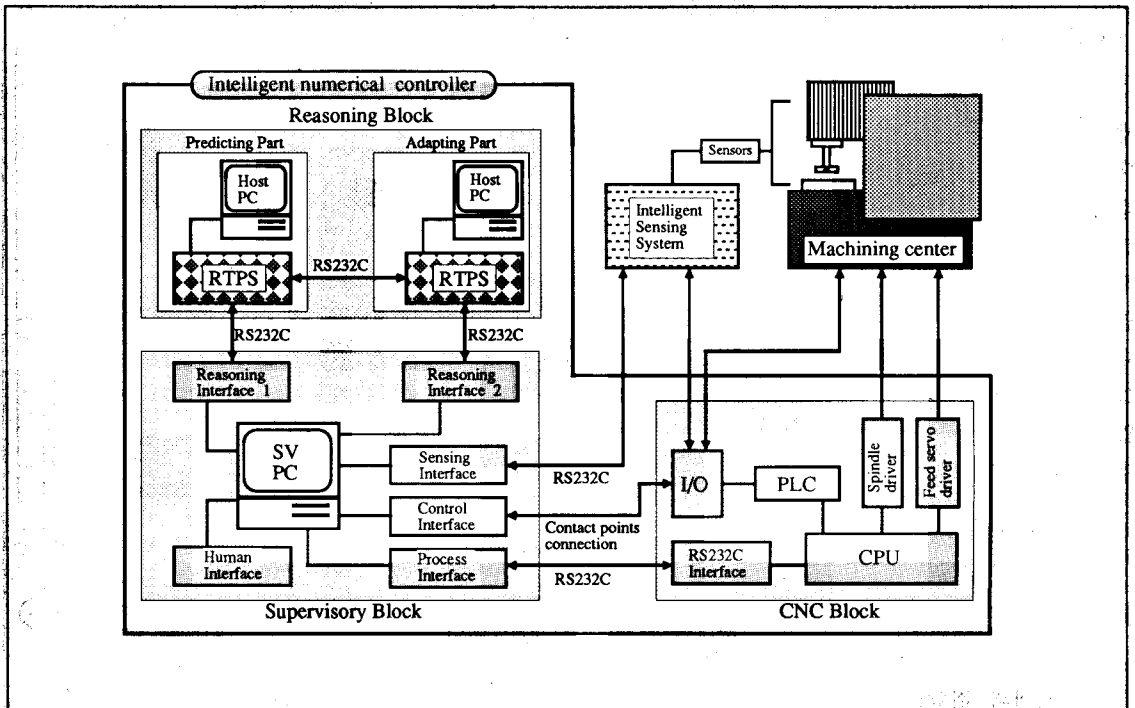 Intelligent numerical controller
Reasoning Block
Predicting Part
Adapting Part
Host
PC
Host
PC
RTPS
RS232C
RTPS
RS232C
RS232C
Sensors
Intelligent
Sensing
System
Machining center
Reasoning
Interface 1
Reasoning
Interface 2
SV
PC
Sensing
Interface
RS232C
Control
Interface
Contact points
connection
Human
Interface
Process
Interface
RS232C
Supervisory Block
I/O
PLC
Spindle
driver
Feed servo
driver
RS232C
Interface
CPU
CNC Block